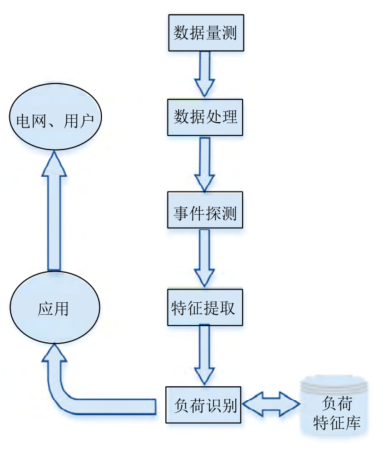 数据量测
数据处理
电网、用户
事件探测
特征提取
应用
负荷识别
负荷
特征库